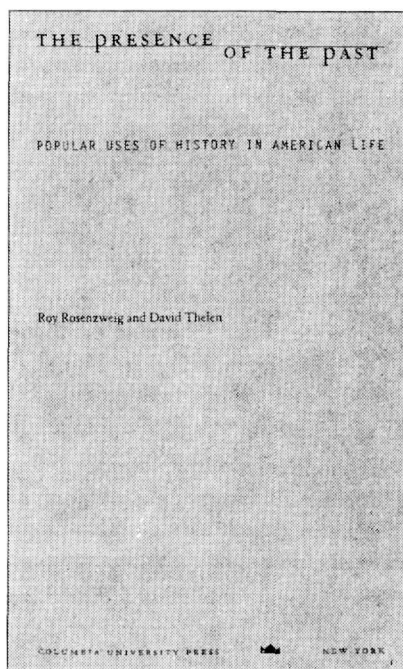 THE PRESENCE OF THE PAST
POPULAR USES OF HISTORY IN AMERICAN LIFE
Roy Rosenzweig and David Thelen
COLUMBIA UNIVERSITY PRESS NEW YORK